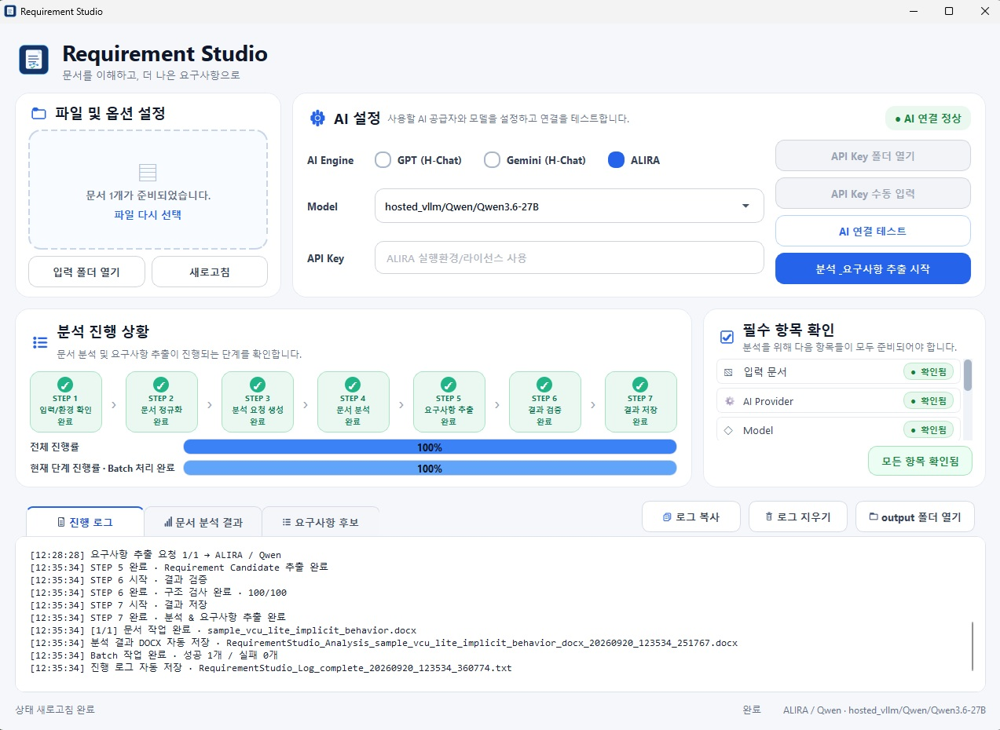 Requirement Studio
Requirement Studio
문서를 이해하고, 더 나은 요구사항으로
파일 및 옵션 설정
문서 1개가 준비되었습니다.
파일 다시 선택
입력 폴더 열기
새로고침
AI 설정 사용할 AI 공급자와 모델을 설정하고 연결을 테스트합니다.
● AI 연결 정상
AI Engine
GPT (H-Chat)
Gemini (H-Chat)
ALIRA
Model
hosted_vllm/Qwen/Qwen3.6-27B
API Key
ALIRA 실행환경/라이선스 사용
API Key 폴더 열기
API Key 수동 입력
AI 연결 테스트
분석 _요구사항 추출 시작
분석 진행 상황
문서 분석 및 요구사항 추출이 진행되는 단계를 확인합니다.
STEP 1
입력/환경 확인
완료
STEP 2
문서 정규화
완료
STEP 3
분석 요청 생성
완료
STEP 4
문서 분석
완료
STEP 5
요구사항 추출
완료
STEP 6
결과 검증
완료
STEP 7
결과 저장
완료
전체 진행률
100%
현재 단계 진행률 · Batch 처리 완료
100%
필수 항목 확인
분석을 위해 다음 항목들이 모두 준비되어야 합니다.
입력 문서
● 확인됨
AI Provider
● 확인됨
Model
● 확인됨
모든 항목 확인됨
진행 로그
문서 분석 결과
요구사항 후보
로그 복사
로그 지우기
output 폴더 열기
[12:28:28] 요구사항 추출 요청 1/1 → ALIRA / Qwen
[12:35:34] STEP 5 완료 · Requirement Candidate 추출 완료
[12:35:34] STEP 6 시작 · 결과 검증
[12:35:34] STEP 6 완료 · 구조 검사 완료 · 100/100
[12:35:34] STEP 7 시작 · 결과 저장
[12:35:34] STEP 7 완료 · 분석 & 요구사항 추출 완료
[12:35:34] [1/1] 문서 작업 완료 · sample_vcu_lite_implicit_behavior.docx
[12:35:34] 분석 결과 DOCX 자동 저장 · RequirementStudio_Analysis_sample_vcu_lite_implicit_behavior_docx_20260920_123534_251767.docx
[12:35:34] Batch 작업 완료 · 성공 1개 / 실패 0개
[12:35:34] 진행 로그 자동 저장 · RequirementStudio_Log_complete_20260920_123534_360774.txt
상태 새로고침 완료
완료
ALIRA / Qwen · hosted_vllm/Qwen/Qwen3.6-27B